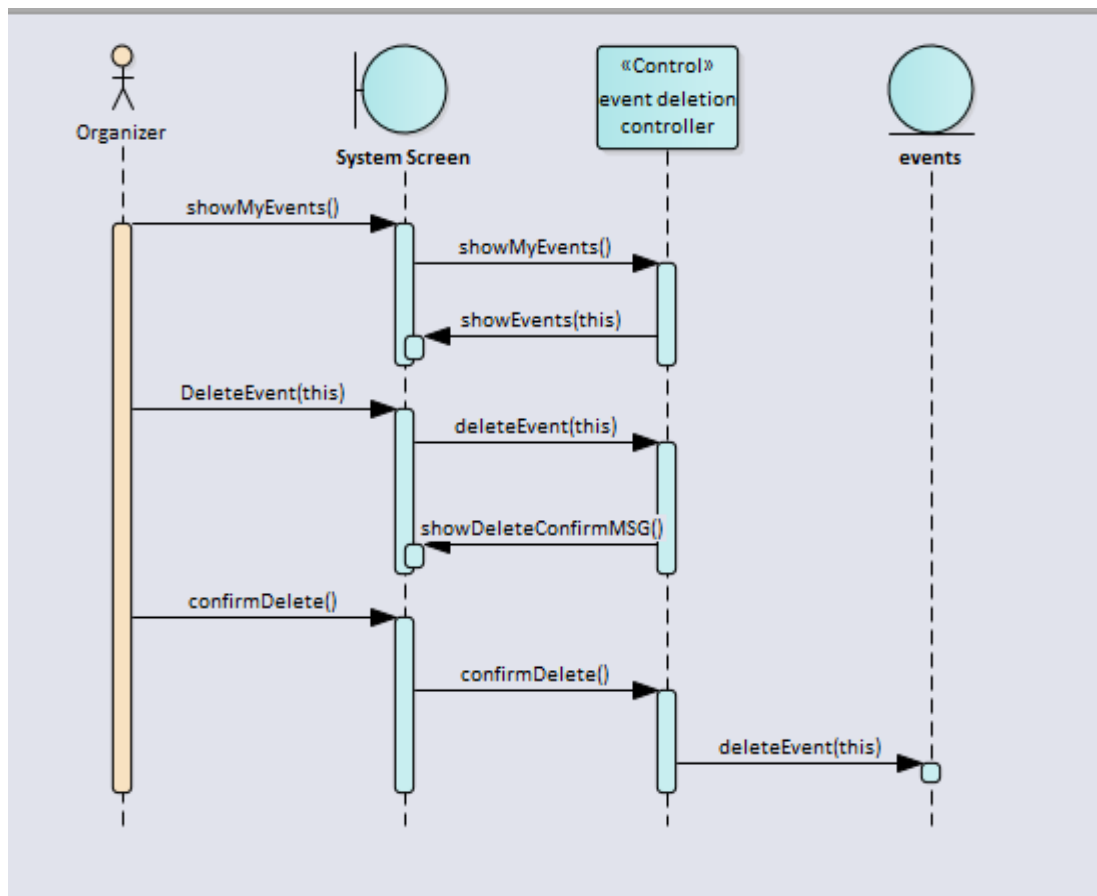 «Control»
event deletion
controller
Organizer
System Screen
events
showMyEvents()
showMyEvents()
showEvents(this)
DeleteEvent(this)
deleteEvent(this)
showDeleteConfirmMSG()
confirmDelete()
confirmDelete()
deleteEvent(this)